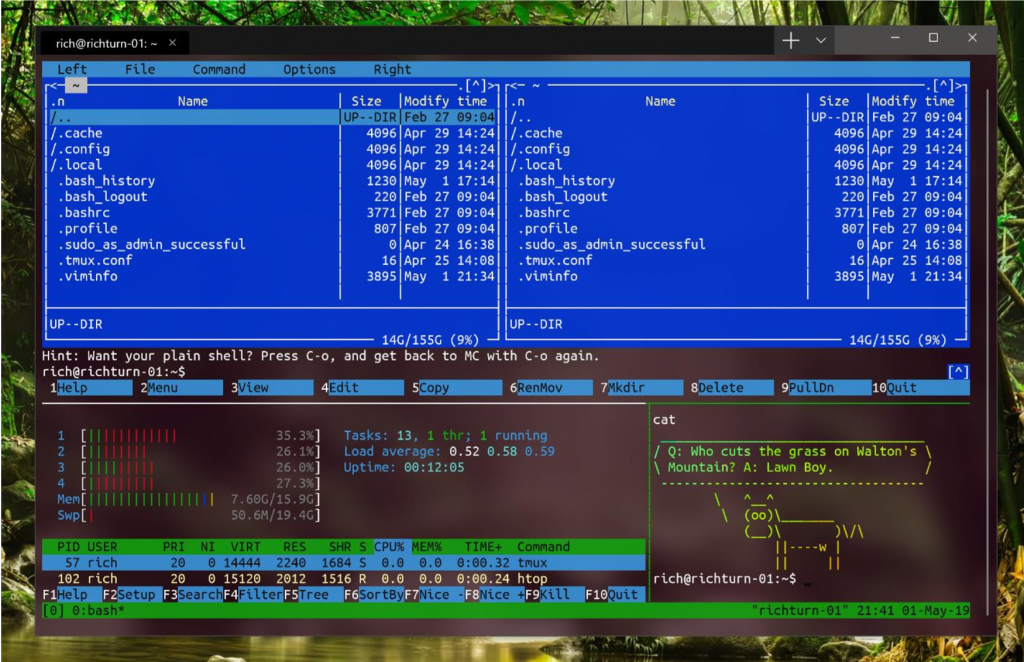 rich@richturn-01: ~
Left File Command Options Right
<- ~ .[^]> <- ~ .[^]>
.n Name Size Modify time .n Name Size Modify time
/.. UP--DIR Feb 27 09:04 /.. UP--DIR Feb 27 09:04
/.cache 4096 Apr 29 14:24 /.cache 4096 Apr 29 14:24
/.config 4096 Apr 29 14:24 /.config 4096 Apr 29 14:24
/.local 4096 Apr 29 14:24 /.local 4096 Apr 29 14:24
.bash_history 1230 May 1 17:14 .bash_history 1230 May 1 17:14
.bash_logout 220 Feb 27 09:04 .bash_logout 220 Feb 27 09:04
.bashrc 3771 Feb 27 09:04 .bashrc 3771 Feb 27 09:04
.profile 807 Feb 27 09:04 .profile 807 Feb 27 09:04
.sudo_as_admin_successful 0 Apr 24 16:38 .sudo_as_admin_successful 0 Apr 24 16:38
.tmux.conf 16 Apr 25 14:08 .tmux.conf 16 Apr 25 14:08
.viminfo 3895 May 1 21:34 .viminfo 3895 May 1 21:34
UP--DIR UP--DIR
14G/155G (9%) 14G/155G (9%)
Hint: Want your plain shell? Press C-o, and get back to MC with C-o again.
rich@richturn-01:~$ [^]
1Help 2Menu 3View 4Edit 5Copy 6RenMov 7Mkdir 8Delete 9PullDn 10Quit
1 [ 35.3%] Tasks: 13, 1 thr; 1 running
2 [ 26.1%] Load average: 0.52 0.58 0.59
3 [ 26.0%] Uptime: 00:12:05
4 [ 27.3%]
Mem[ 7.60G/15.9G]
Swp[ 50.6M/19.4G]
PID USER PRI NI VIRT RES SHR S CPU% MEM% TIME+ Command
57 rich 20 0 14444 2240 1684 S 0.0 0.0 0:00.32 tmux
102 rich 20 0 15120 2012 1516 R 0.0 0.0 0:00.24 htop
F1Help F2Setup F3SearchF4FilterF5Tree F6SortByF7Nice -F8Nice +F9Kill F10Quit
cat
/ Q: Who cuts the grass on Walton's \
\ Mountain? A: Lawn Boy. /
---------------------------------
\ ^__^
\ (oo)\_______
(__)\ )\/\
||----w |
|| ||
rich@richturn-01:~$
[0] 0:bash* "richturn-01" 21:41 01-May-19